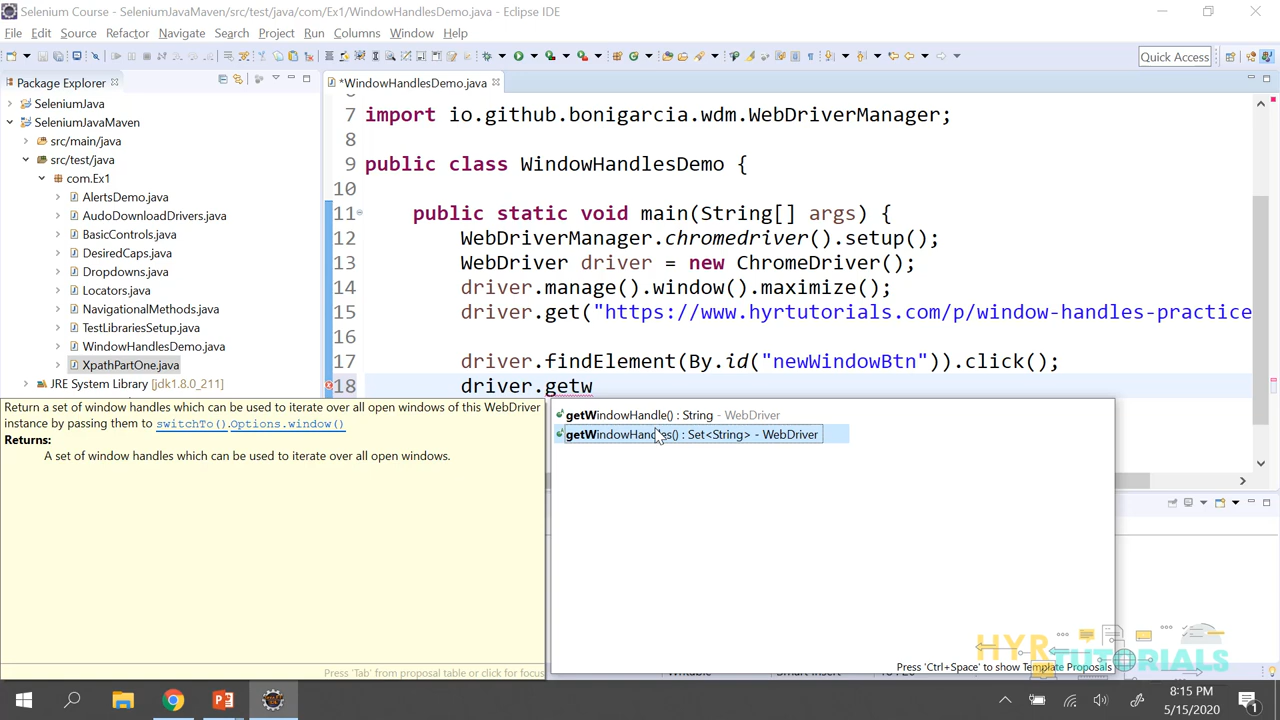 Selenium Course - SeleniumJavaMaven/src/test/java/com/Ex1/WindowHandlesDemo.java - Eclipse IDE
File Edit Source Refactor Navigate Search Project Run Columns Window Help
Quick Access
Package Explorer
SeleniumJava
SeleniumJavaMaven
src/main/java
src/test/java
com.Ex1
AlertsDemo.java
AudoDownloadDrivers.java
BasicControls.java
DesiredCaps.java
Dropdowns.java
Locators.java
NavigationalMethods.java
TestLibrariesSetup.java
WindowHandlesDemo.java
XpathPartOne.java
JRE System Library [jdk1.8.0_211]
*WindowHandlesDemo.java
7 import io.github.bonigarcia.wdm.WebDriverManager;
8
9 public class WindowHandlesDemo {
10
11 public static void main(String[] args) {
12 WebDriverManager.chromedriver().setup();
13 WebDriver driver = new ChromeDriver();
14 driver.manage().window().maximize();
15 driver.get("https://www.hyrtutorials.com/p/window-handles-practice
16
17 driver.findElement(By.id("newWindowBtn")).click();
18 driver.getw
Return a set of window handles which can be used to iterate over all open windows of this WebDriver
instance by passing them to switchTo().Options.window()
Returns:
A set of window handles which can be used to iterate over all open windows.
Press 'Tab' from proposal table or click for focus
getWindowHandle() : String - WebDriver
getWindowHandles() : Set<String> - WebDriver
Press 'Ctrl+Space' to show Template Proposals
HYR TUTORIALS
8:15 PM
5/15/2020
1